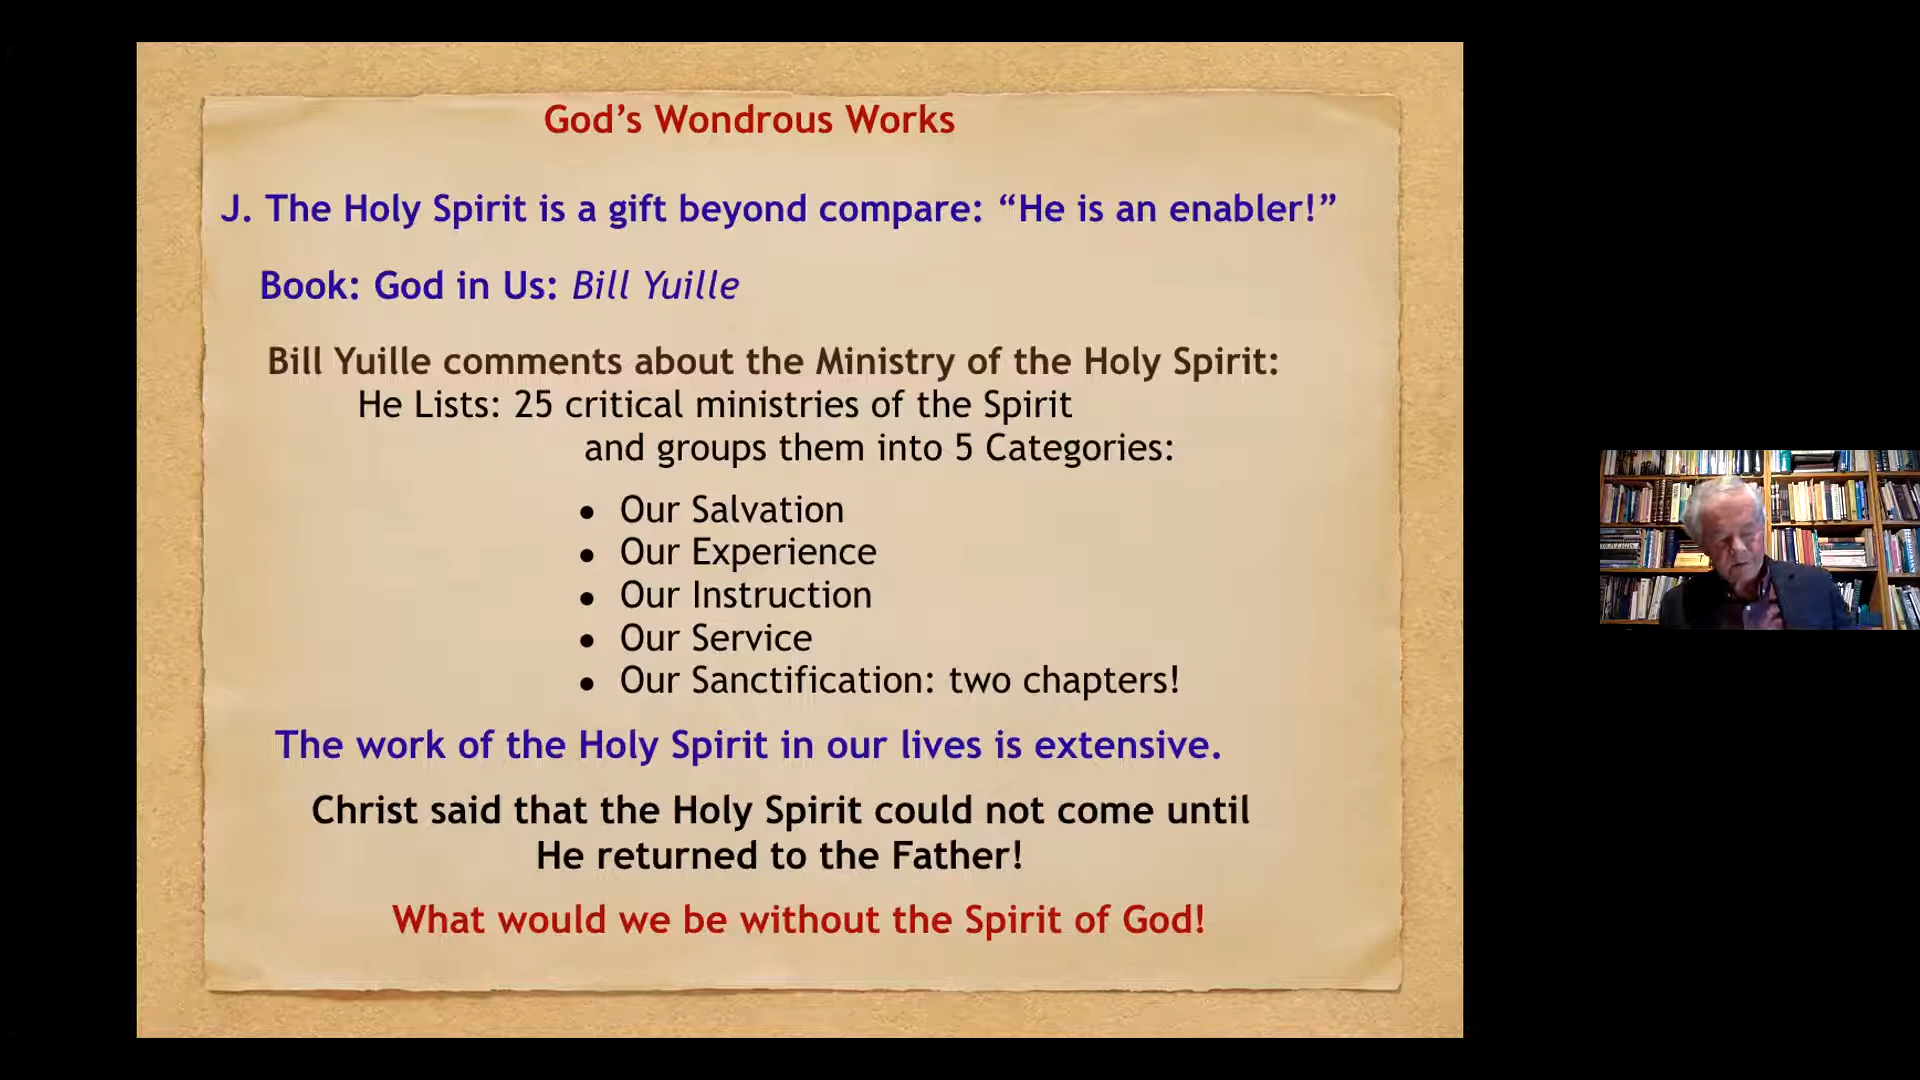 God’s Wondrous Works
J. The Holy Spirit is a gift beyond compare: “He is an enabler!”
Book: God in Us: Bill Yuille
Bill Yuille comments about the Ministry of the Holy Spirit:
He Lists: 25 critical ministries of the Spirit
and groups them into 5 Categories:
• Our Salvation
• Our Experience
• Our Instruction
• Our Service
• Our Sanctification: two chapters!
The work of the Holy Spirit in our lives is extensive.
Christ said that the Holy Spirit could not come until
He returned to the Father!
What would we be without the Spirit of God!